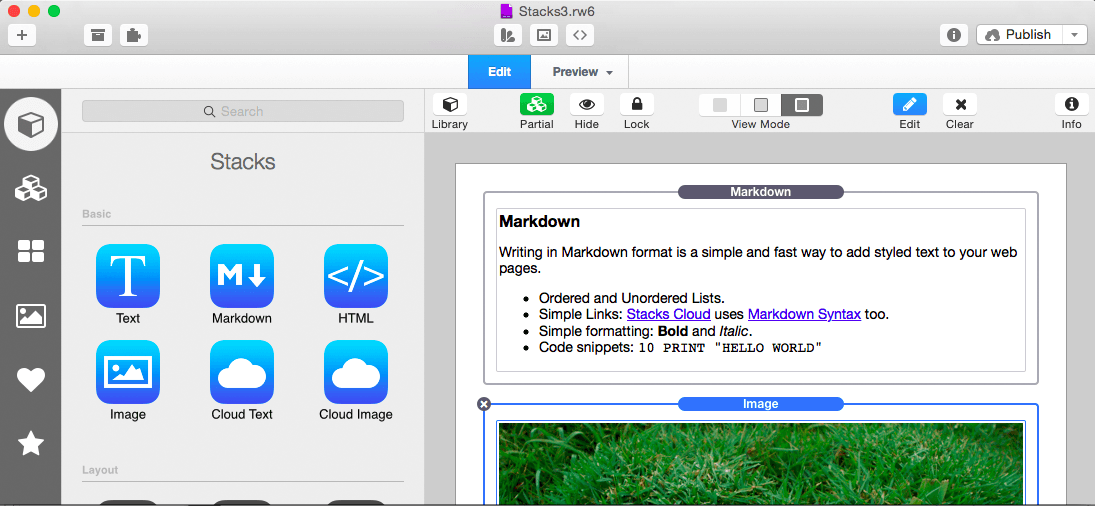 Stacks3.rw6
Publish
Edit
Preview
Search
Library
Partial
Hide
Lock
View Mode
Edit
Clear
Info
Stacks
Basic
Text
Markdown
HTML
Image
Cloud Text
Cloud Image
Layout
Markdown
Markdown
Writing in Markdown format is a simple and fast way to add styled text to your web
pages.
• Ordered and Unordered Lists.
• Simple Links: Stacks Cloud uses Markdown Syntax too.
• Simple formatting: Bold and Italic.
• Code snippets: 10 PRINT "HELLO WORLD"
Image